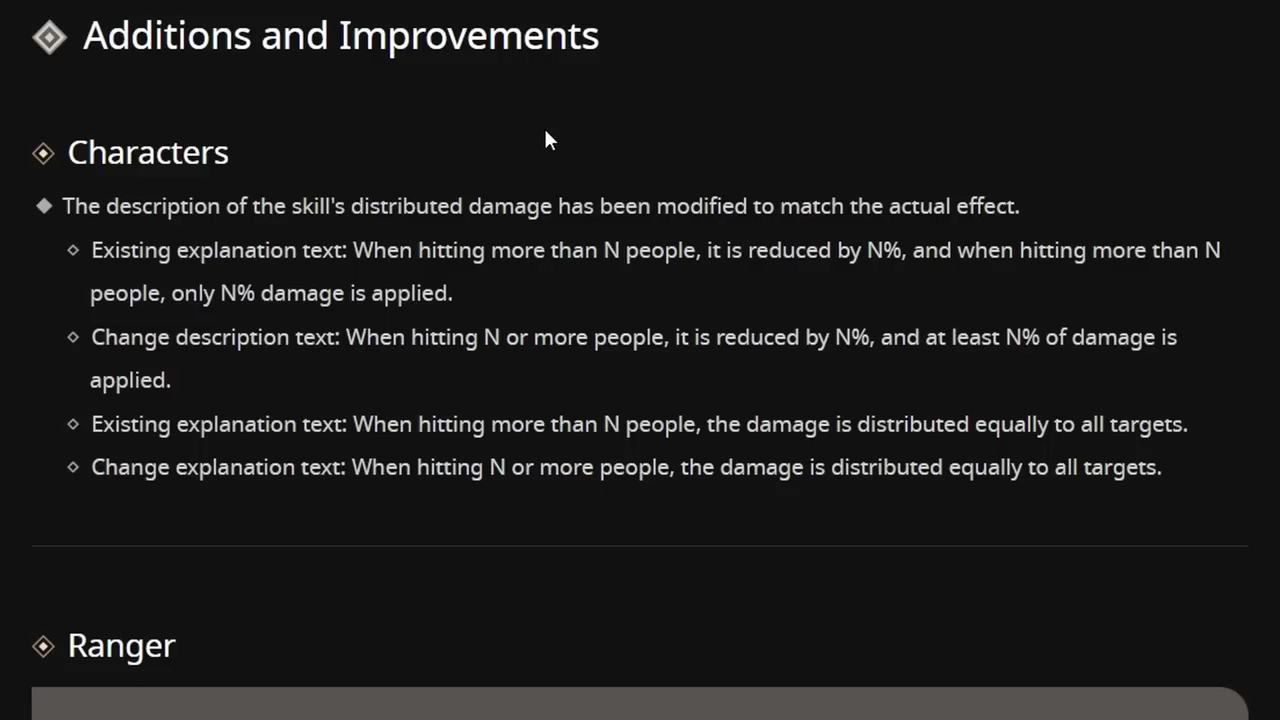 Additions and Improvements
Characters
The description of the skill's distributed damage has been modified to match the actual effect.
Existing explanation text: When hitting more than N people, it is reduced by N%, and when hitting more than N
people, only N% damage is applied.
Change description text: When hitting N or more people, it is reduced by N%, and at least N% of damage is
applied.
Existing explanation text: When hitting more than N people, the damage is distributed equally to all targets.
Change explanation text: When hitting N or more people, the damage is distributed equally to all targets.
Ranger